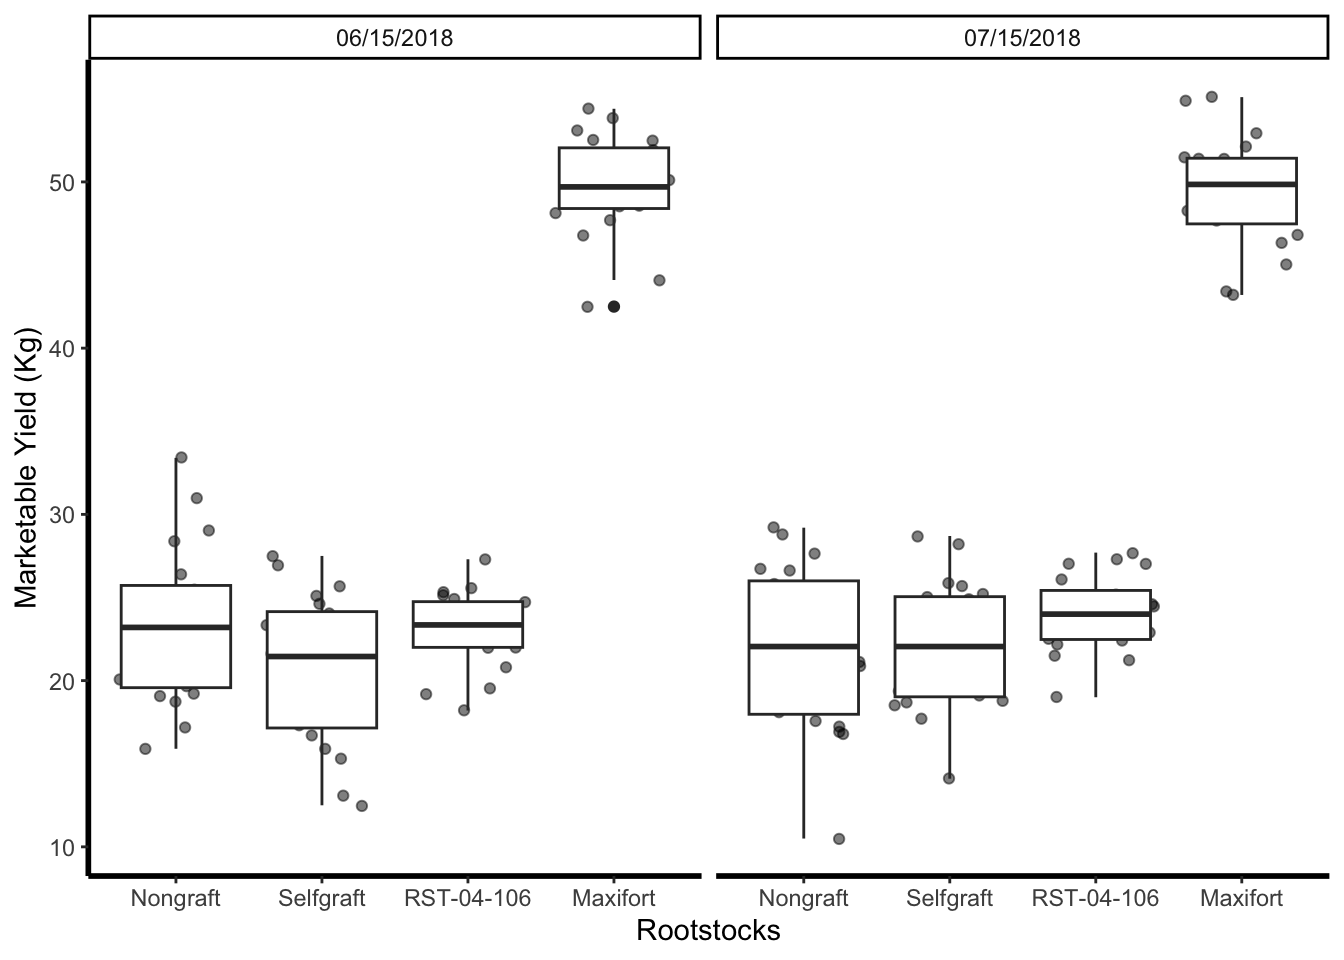 06/15/2018 07/15/2018
Marketable Yield (Kg)
50
40
30
20
10
Nongraft Selfgraft RST-04-106 Maxifort Nongraft Selfgraft RST-04-106 Maxifort
Rootstocks